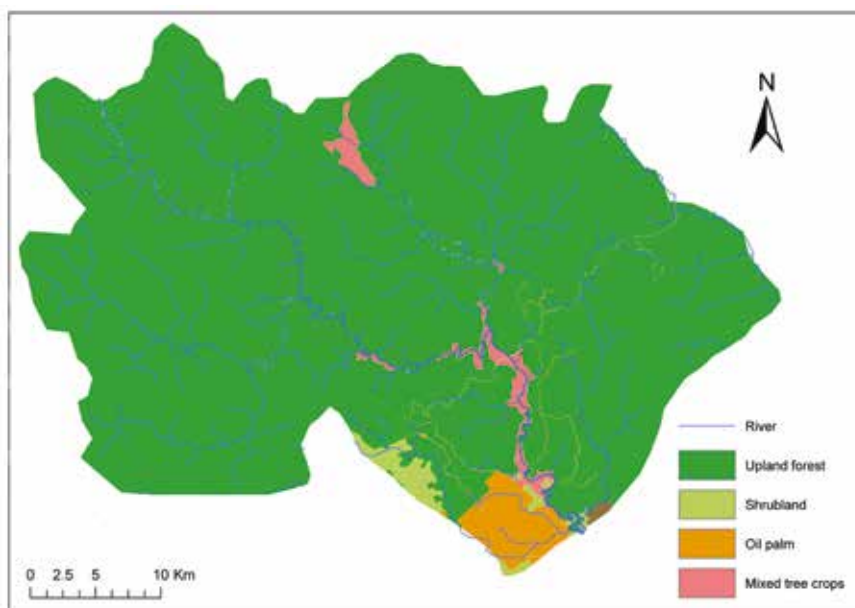 N
River
Upland forest
Shrubland
Oil palm
Mixed tree crops
0 2.5 5 10 Km